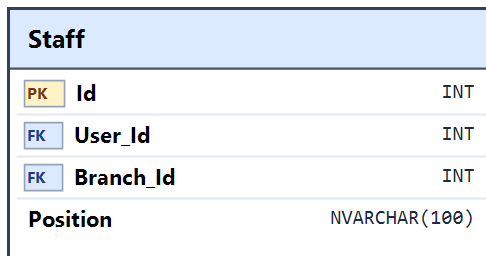 Staff
PK Id INT
FK User_Id INT
FK Branch_Id INT
Position NVARCHAR(100)